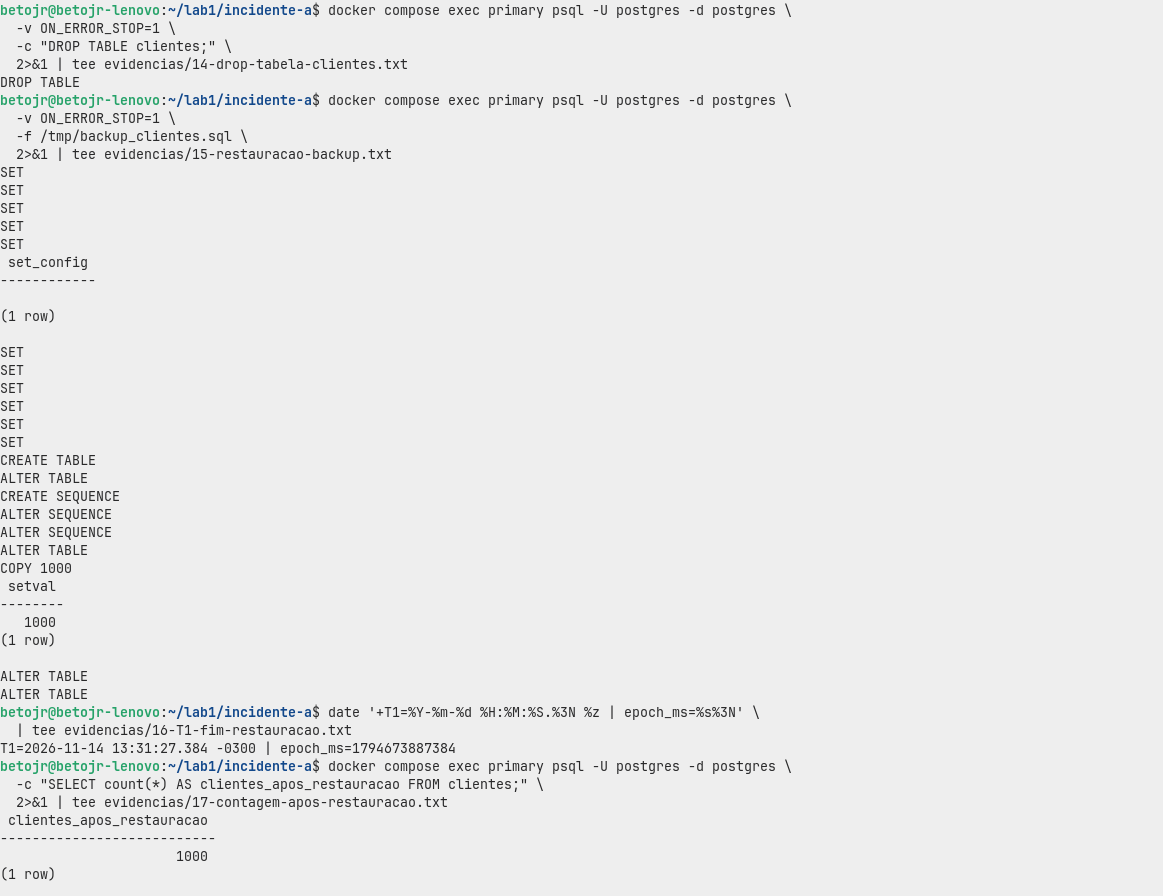 betojr@betojr-lenovo:~/lab1/incidente-a$ docker compose exec primary psql -U postgres -d postgres \
  -v ON_ERROR_STOP=1 \
  -c "DROP TABLE clientes;" \
  2>&1 | tee evidencias/14-drop-tabela-clientes.txt
DROP TABLE
betojr@betojr-lenovo:~/lab1/incidente-a$ docker compose exec primary psql -U postgres -d postgres \
  -v ON_ERROR_STOP=1 \
  -f /tmp/backup_clientes.sql \
  2>&1 | tee evidencias/15-restauracao-backup.txt
SET
SET
SET
SET
SET
 set_config
------------

(1 row)

SET
SET
SET
SET
SET
SET
CREATE TABLE
ALTER TABLE
CREATE SEQUENCE
ALTER SEQUENCE
ALTER SEQUENCE
ALTER TABLE
COPY 1000
 setval
--------
   1000
(1 row)

ALTER TABLE
ALTER TABLE
betojr@betojr-lenovo:~/lab1/incidente-a$ date '+T1=%Y-%m-%d %H:%M:%S.%3N %z | epoch_ms=%s%3N' \
  | tee evidencias/16-T1-fim-restauracao.txt
T1=2026-11-14 13:31:27.384 -0300 | epoch_ms=1794673887384
betojr@betojr-lenovo:~/lab1/incidente-a$ docker compose exec primary psql -U postgres -d postgres \
  -c "SELECT count(*) AS clientes_apos_restauracao FROM clientes;" \
  2>&1 | tee evidencias/17-contagem-apos-restauracao.txt
 clientes_apos_restauracao
---------------------------
                      1000
(1 row)